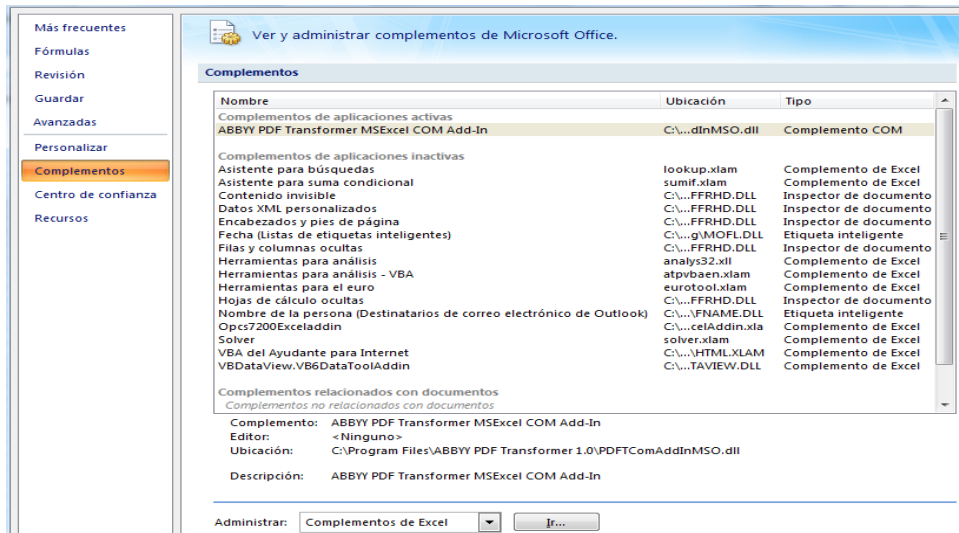 Más frecuentes
Fórmulas
Revisión
Guardar
Avanzadas
Personalizar
Complementos
Centro de confianza
Recursos
Ver y administrar complementos de Microsoft Office.
Complementos
Nombre Ubicación Tipo
Complementos de aplicaciones activas
ABBYY PDF Transformer MSExcel COM Add-In C:\...dInMSO.dll Complemento COM
Complementos de aplicaciones inactivas
Asistente para búsquedas lookup.xlam Complemento de Excel
Asistente para suma condicional sumif.xlam Complemento de Excel
Contenido invisible C:\...FFRHD.DLL Inspector de documento
Datos XML personalizados C:\...FFRHD.DLL Inspector de documento
Encabezados y pies de página C:\...FFRHD.DLL Inspector de documento
Fecha (Listas de etiquetas inteligentes) C:\...g\MOFL.DLL Etiqueta inteligente
Filas y columnas ocultas C:\...FFRHD.DLL Inspector de documento
Herramientas para análisis analys32.xll Complemento de Excel
Herramientas para análisis - VBA atpvbaen.xlam Complemento de Excel
Herramientas para el euro eurotool.xlam Complemento de Excel
Hojas de cálculo ocultas C:\...FFRHD.DLL Inspector de documento
Nombre de la persona (Destinatarios de correo electrónico de Outlook) C:\...\FNAME.DLL Etiqueta inteligente
Opcs7200Exceladdin C:\...celAddin.xla Complemento de Excel
Solver solver.xlam Complemento de Excel
VBA del Ayudante para Internet C:\...\HTML.XLAM Complemento de Excel
VBDataView.VB6DataToolAddin C:\...TAVIEW.DLL Complemento de Excel
Complementos relacionados con documentos
Complementos no relacionados con documentos
Complemento: ABBYY PDF Transformer MSExcel COM Add-In
Editor: <Ninguno>
Ubicación: C:\Program Files\ABBYY PDF Transformer 1.0\PDFTComAddInMSO.dll
Descripción: ABBYY PDF Transformer MSExcel COM Add-In
Administrar: Complementos de Excel Ir...